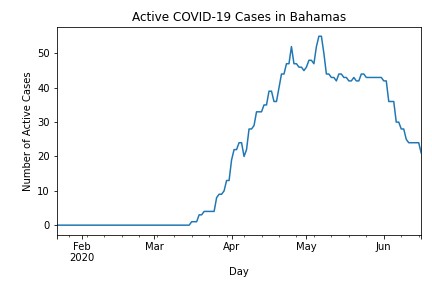 Active COVID-19 Cases in Bahamas
Number of Active Cases
50
40
30
20
10
0
Feb
2020
Mar
Apr
May
Jun
Day